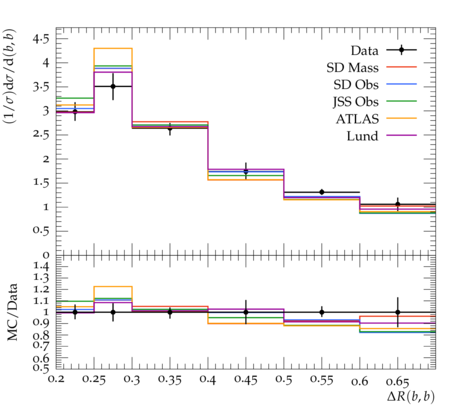 (1/σ)dσ/d(b, b)
4.5
4
3.5
3
2.5
2
1.5
1
0.5
0
Data
SD Mass
SD Obs
JSS Obs
ATLAS
Lund
MC/Data
1.4
1.3
1.2
1.1
1
0.9
0.8
0.7
0.6
0.5
0.2 0.25 0.3 0.35 0.4 0.45 0.5 0.55 0.6 0.65
ΔR(b, b)